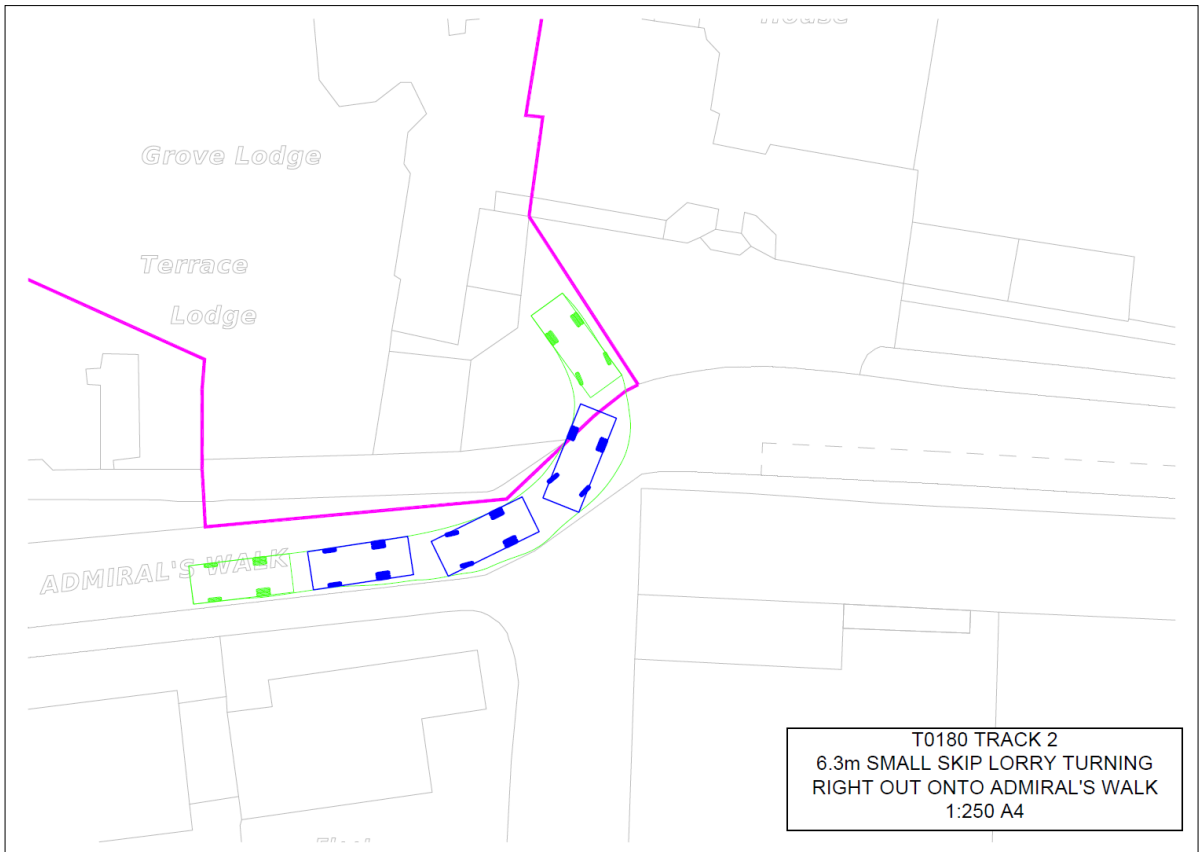 House
Grove Lodge
Terrace
Lodge
ADMIRAL'S WALK
T0180 TRACK 2
6.3m SMALL SKIP LORRY TURNING
RIGHT OUT ONTO ADMIRAL'S WALK
1:250 A4